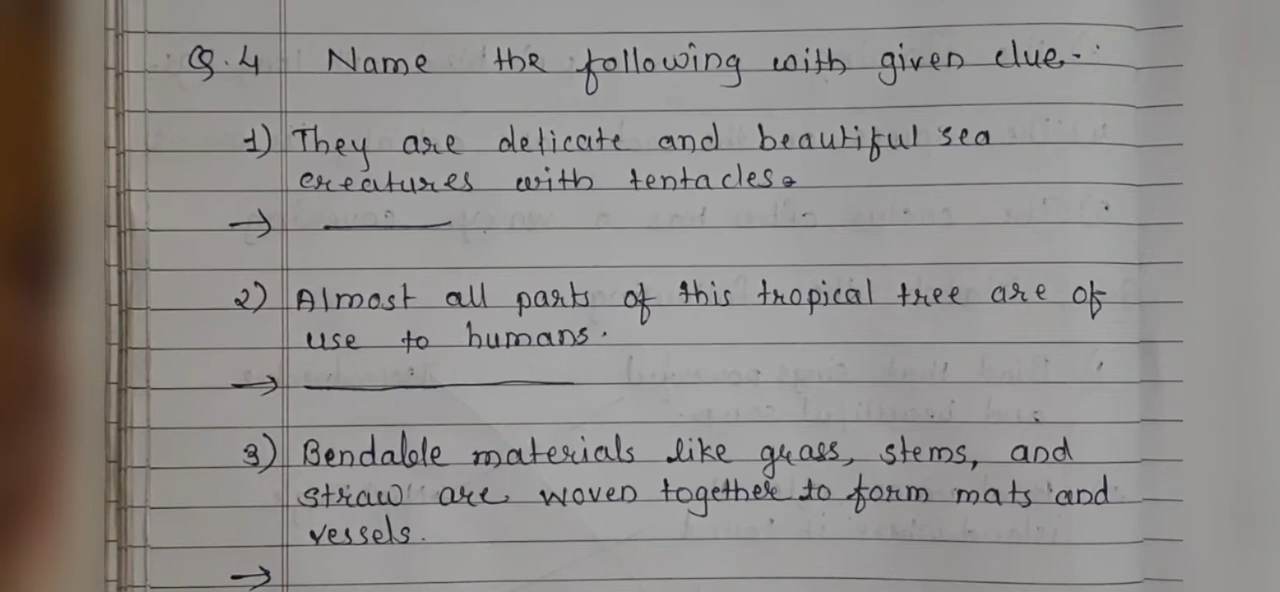 Q.4 Name the following with given clue.
1) They are delicate and beautiful sea
creatures with tentacles.
→
2) Almost all parts of this tropical tree are of
use to humans.
→
3) Bendable materials like grass, stems, and
straw are woven together to form mats and
vessels.
→